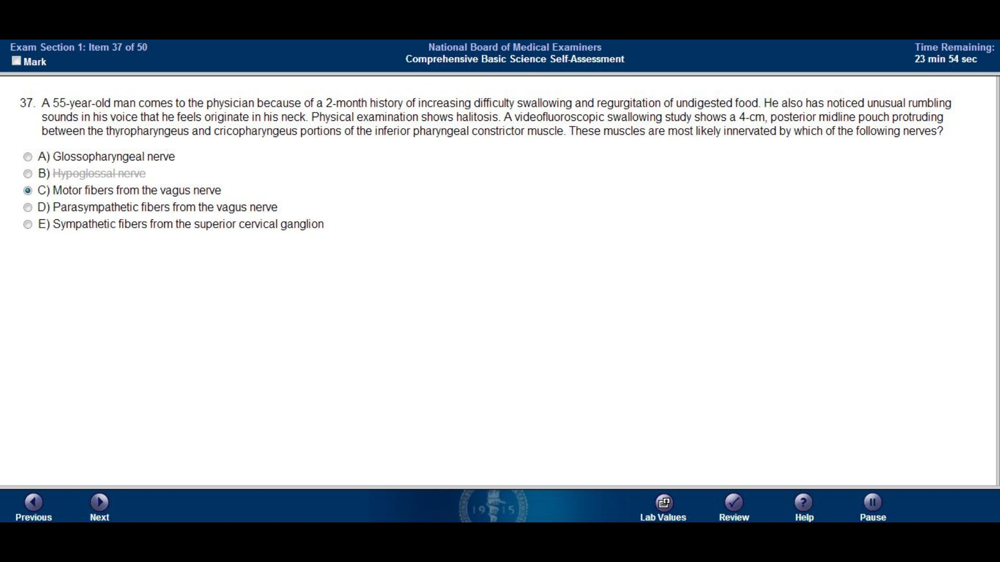 Exam Section 1: Item 37 of 50
Mark
National Board of Medical Examiners
Comprehensive Basic Science Self-Assessment
Time Remaining:
23 min 54 sec
37. A 55-year-old man comes to the physician because of a 2-month history of increasing difficulty swallowing and regurgitation of undigested food. He also has noticed unusual rumbling
sounds in his voice that he feels originate in his neck. Physical examination shows halitosis. A videofluoroscopic swallowing study shows a 4-cm, posterior midline pouch protruding
between the thyropharyngeus and cricopharyngeus portions of the inferior pharyngeal constrictor muscle. These muscles are most likely innervated by which of the following nerves?
A) Glossopharyngeal nerve
B) Hypoglossal nerve
C) Motor fibers from the vagus nerve
D) Parasympathetic fibers from the vagus nerve
E) Sympathetic fibers from the superior cervical ganglion
1915
Previous
Next
Lab Values
Review
Help
Pause